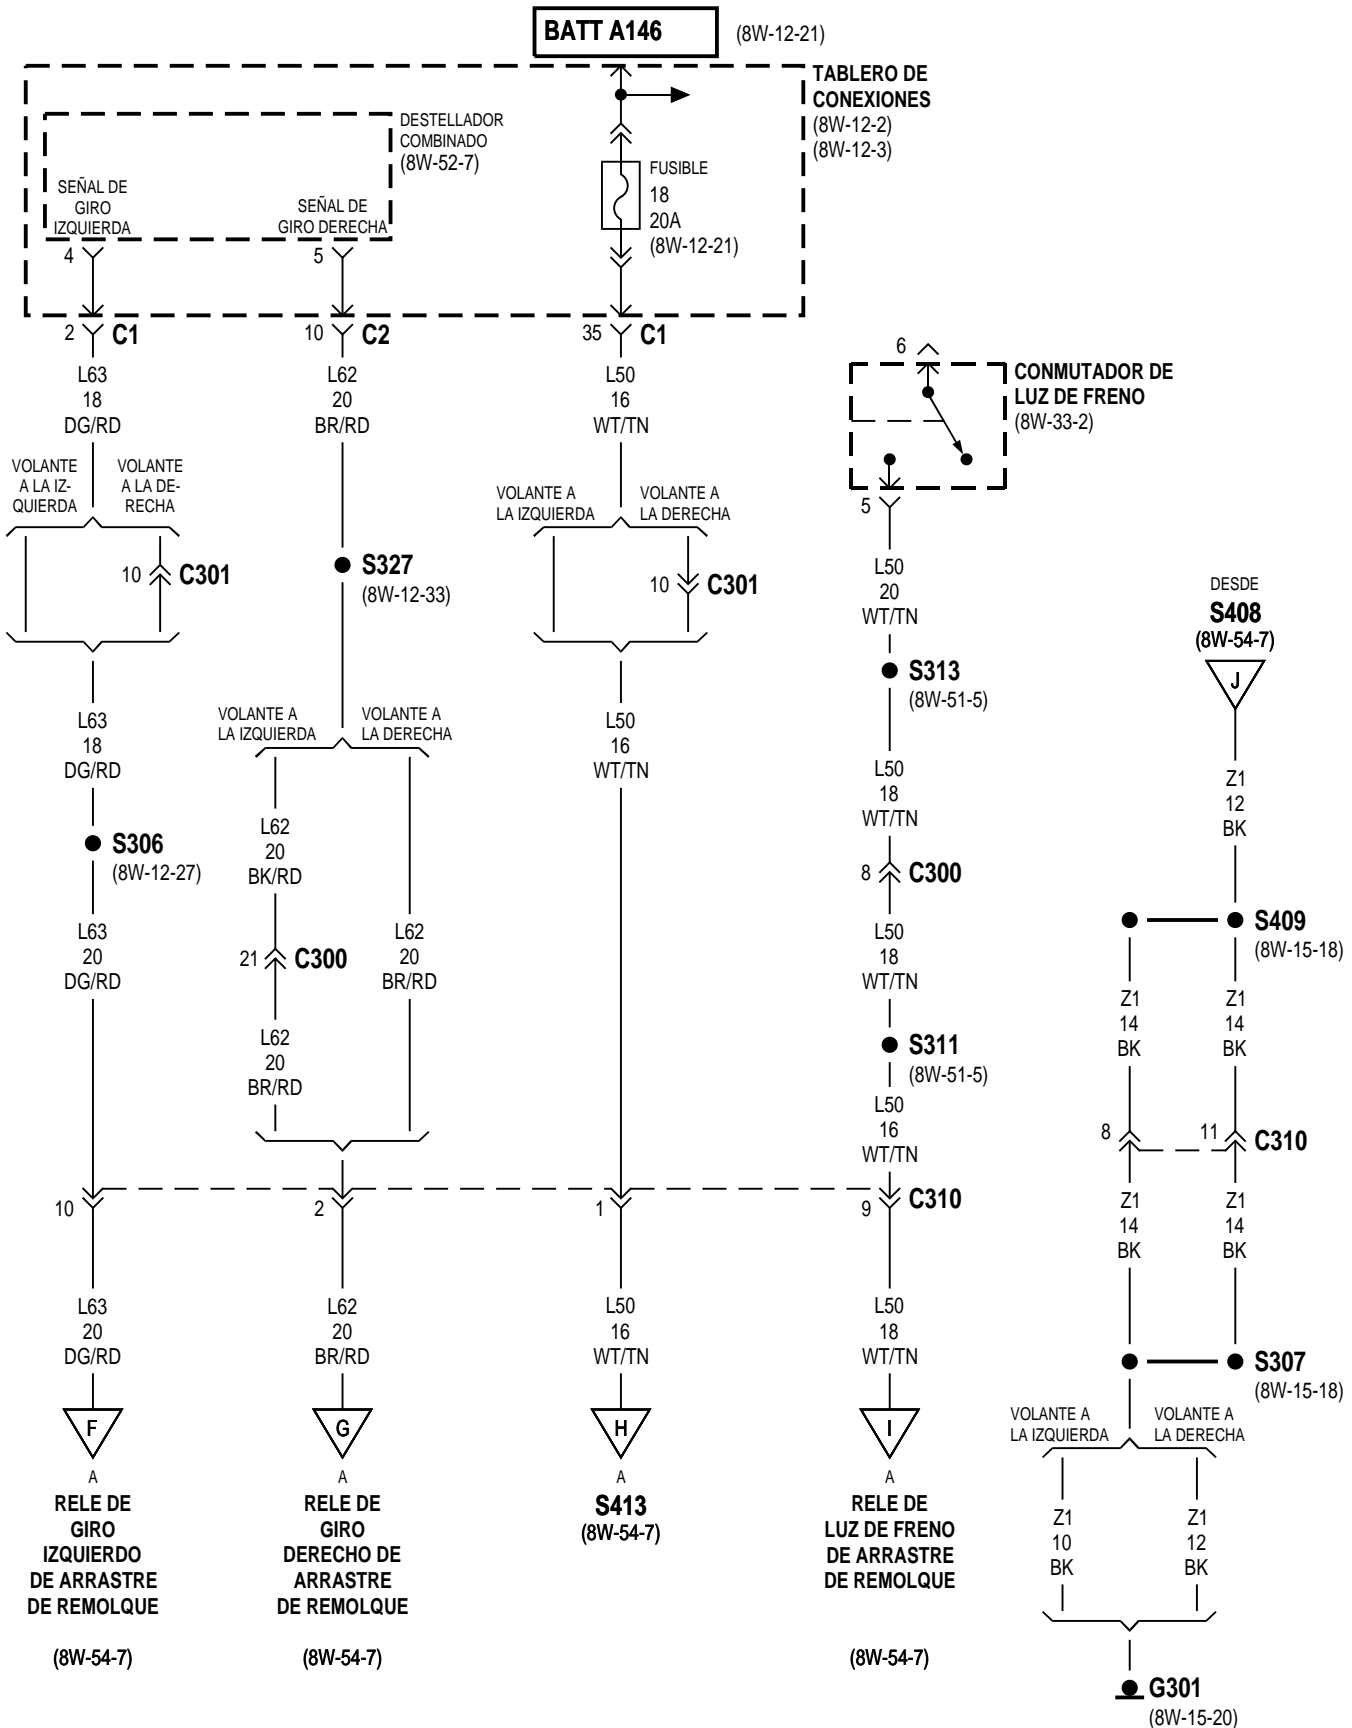 BATT A146
(8W-12-21)
TABLERO DE
CONEXIONES
(8W-12-2)
(8W-12-3)
DESTELLADOR
COMBINADO
(8W-52-7)
SEÑAL DE
GIRO
IZQUIERDA
SEÑAL DE
GIRO DERECHA
FUSIBLE
18
20A
(8W-12-21)
4
5
2
C1
10
C2
35
C1
L63
18
DG/RD
L62
20
BR/RD
L50
16
WT/TN
6
CONMUTADOR DE
LUZ DE FRENO
(8W-33-2)
5
VOLANTE
A LA IZ-
QUIERDA
VOLANTE
A LA DE-
RECHA
10
C301
S327
(8W-12-33)
VOLANTE A
LA IZQUIERDA
VOLANTE A
LA DERECHA
10
C301
L50
20
WT/TN
S313
(8W-51-5)
DESDE
S408
(8W-54-7)
J
L63
18
DG/RD
VOLANTE A
LA IZQUIERDA
VOLANTE A
LA DERECHA
L50
16
WT/TN
L50
18
WT/TN
Z1
12
BK
S306
(8W-12-27)
L62
20
BK/RD
8
C300
L63
20
DG/RD
21
C300
L62
20
BR/RD
L50
18
WT/TN
S409
(8W-15-18)
L62
20
BR/RD
S311
(8W-51-5)
Z1
14
BK
Z1
14
BK
L50
16
WT/TN
8
11
C310
10
2
1
9
C310
Z1
14
BK
Z1
14
BK
L63
20
DG/RD
L62
20
BR/RD
L50
16
WT/TN
L50
18
WT/TN
S307
(8W-15-18)
F
G
H
I
VOLANTE A
LA IZQUIERDA
VOLANTE A
LA DERECHA
A
RELE DE
GIRO
IZQUIERDO
DE ARRASTRE
DE REMOLQUE
(8W-54-7)
A
RELE DE
GIRO
DERECHO DE
ARRASTRE
DE REMOLQUE
(8W-54-7)
A
S413
(8W-54-7)
A
RELE DE
LUZ DE FRENO
DE ARRASTRE
DE REMOLQUE
(8W-54-7)
Z1
10
BK
Z1
12
BK
G301
(8W-15-20)